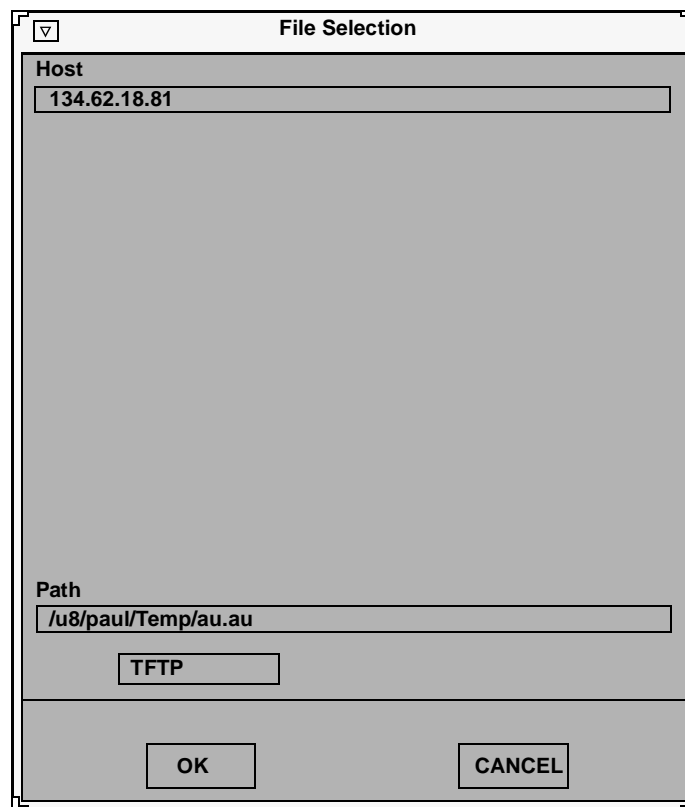 File Selection
Host
134.62.18.81
Path
/u8/paul/Temp/au.au
TFTP
OK
CANCEL